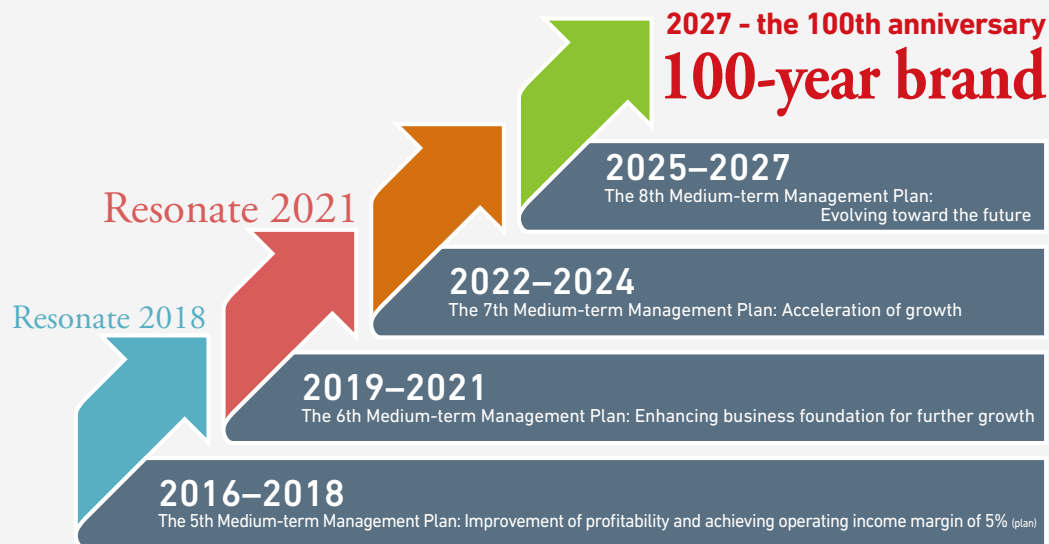 2027 - the 100th anniversary
100-year brand
2025–2027
The 8th Medium-term Management Plan:
Evolving toward the future
Resonate 2021
2022–2024
The 7th Medium-term Management Plan: Acceleration of growth
Resonate 2018
2019–2021
The 6th Medium-term Management Plan: Enhancing business foundation for further growth
2016–2018
The 5th Medium-term Management Plan: Improvement of profitability and achieving operating income margin of 5% (plan)